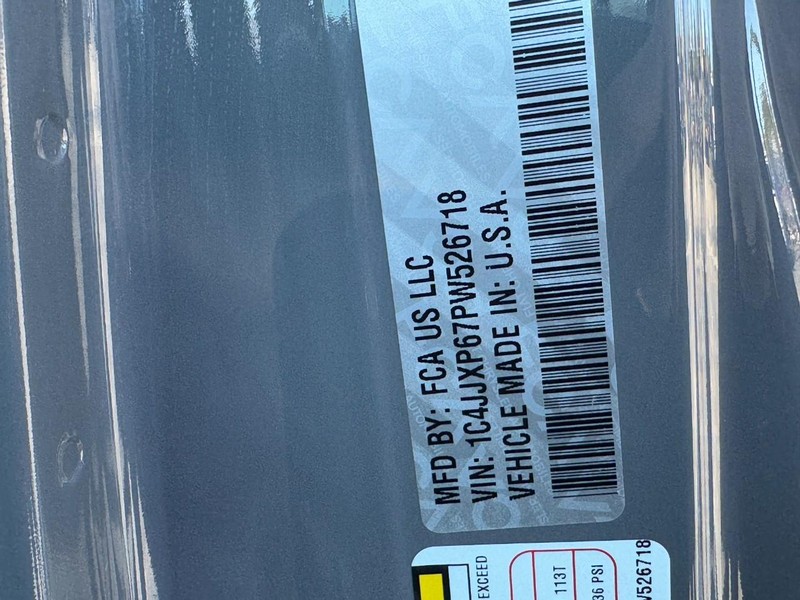 MFD BY: FCA US LLC
VIN: 1C4JJXP67PW526718
VEHICLE MADE IN: U.S.A.
EXCEED
113T
36 PSI
W526718